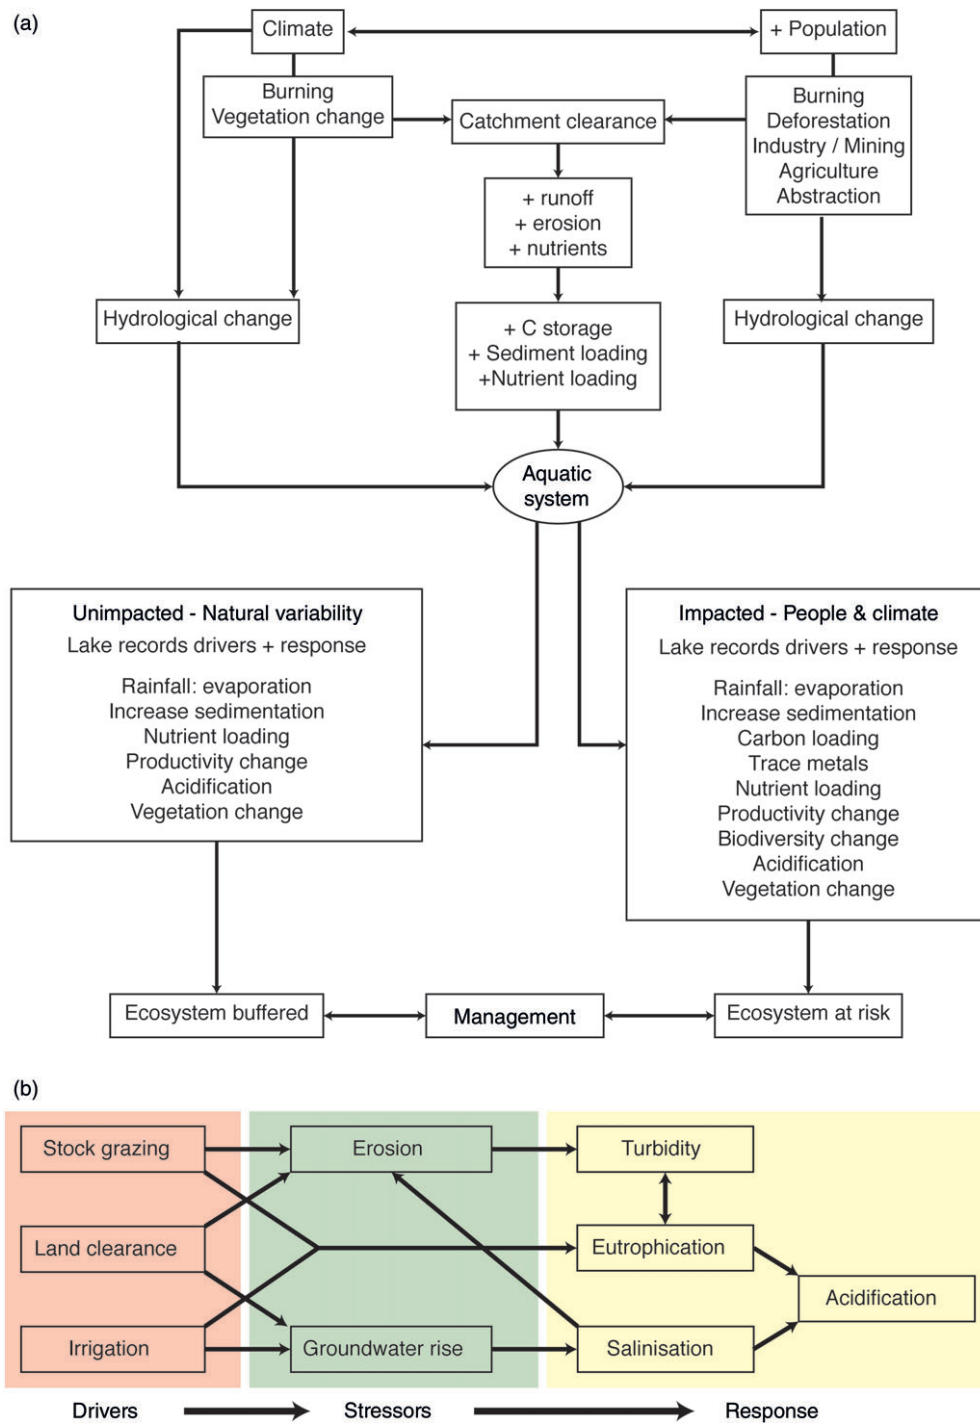 (a)
Climate
+ Population
Burning
Vegetation change
Catchment clearance
Burning
Deforestation
Industry / Mining
Agriculture
Abstraction
+ runoff
+ erosion
+ nutrients
Hydrological change
+ C storage
+ Sediment loading
+Nutrient loading
Hydrological change
Aquatic
system
Unimpacted - Natural variability
Lake records drivers + response
Rainfall: evaporation
Increase sedimentation
Nutrient loading
Productivity change
Acidification
Vegetation change
Impacted - People & climate
Lake records drivers + response
Rainfall: evaporation
Increase sedimentation
Carbon loading
Trace metals
Nutrient loading
Productivity change
Biodiversity change
Acidification
Vegetation change
Ecosystem buffered
Management
Ecosystem at risk
(b)
Stock grazing
Erosion
Turbidity
Land clearance
Eutrophication
Acidification
Irrigation
Groundwater rise
Salinisation
Drivers
Stressors
Response